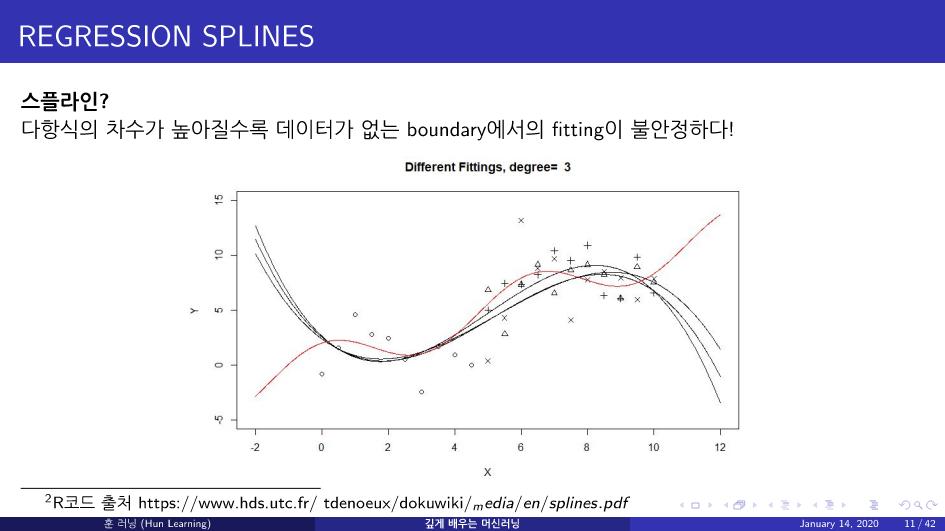 REGRESSION SPLINES
스플라인?
다항식의 차수가 높아질수록 데이터가 없는 boundary에서의 fitting이 불안정하다!
Different Fittings, degree= 3
15
10
5
0
-5
Y
-2 0 2 4 6 8 10 12
X
2R코드 출처 https://www.hds.utc.fr/ tdenoeux/dokuwiki/media/en/splines.pdf
훈 러닝 (Hun Learning) 깊게 배우는 머신러닝 January 14, 2020 11 / 42